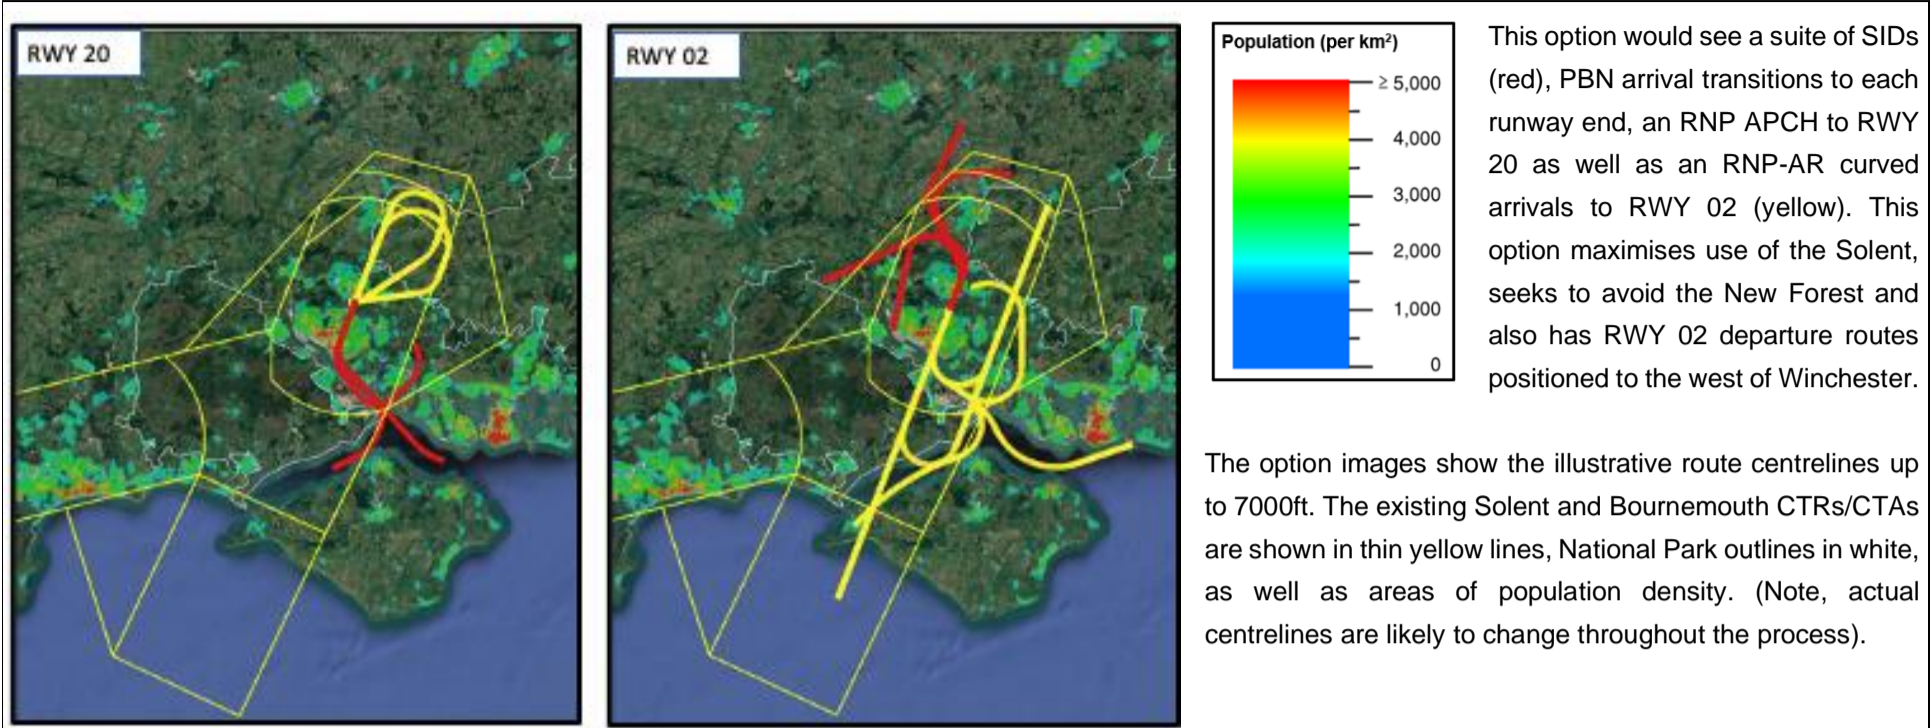 RWY 20
RWY 02
Population (per km²)
≥ 5,000
4,000
3,000
2,000
1,000
0
This option would see a suite of SIDs
(red), PBN arrival transitions to each
runway end, an RNP APCH to RWY
20 as well as an RNP-AR curved
arrivals to RWY 02 (yellow). This
option maximises use of the Solent,
seeks to avoid the New Forest and
also has RWY 02 departure routes
positioned to the west of Winchester.
The option images show the illustrative route centrelines up
to 7000ft. The existing Solent and Bournemouth CTRs/CTAs
are shown in thin yellow lines, National Park outlines in white,
as well as areas of population density. (Note, actual
centrelines are likely to change throughout the process).